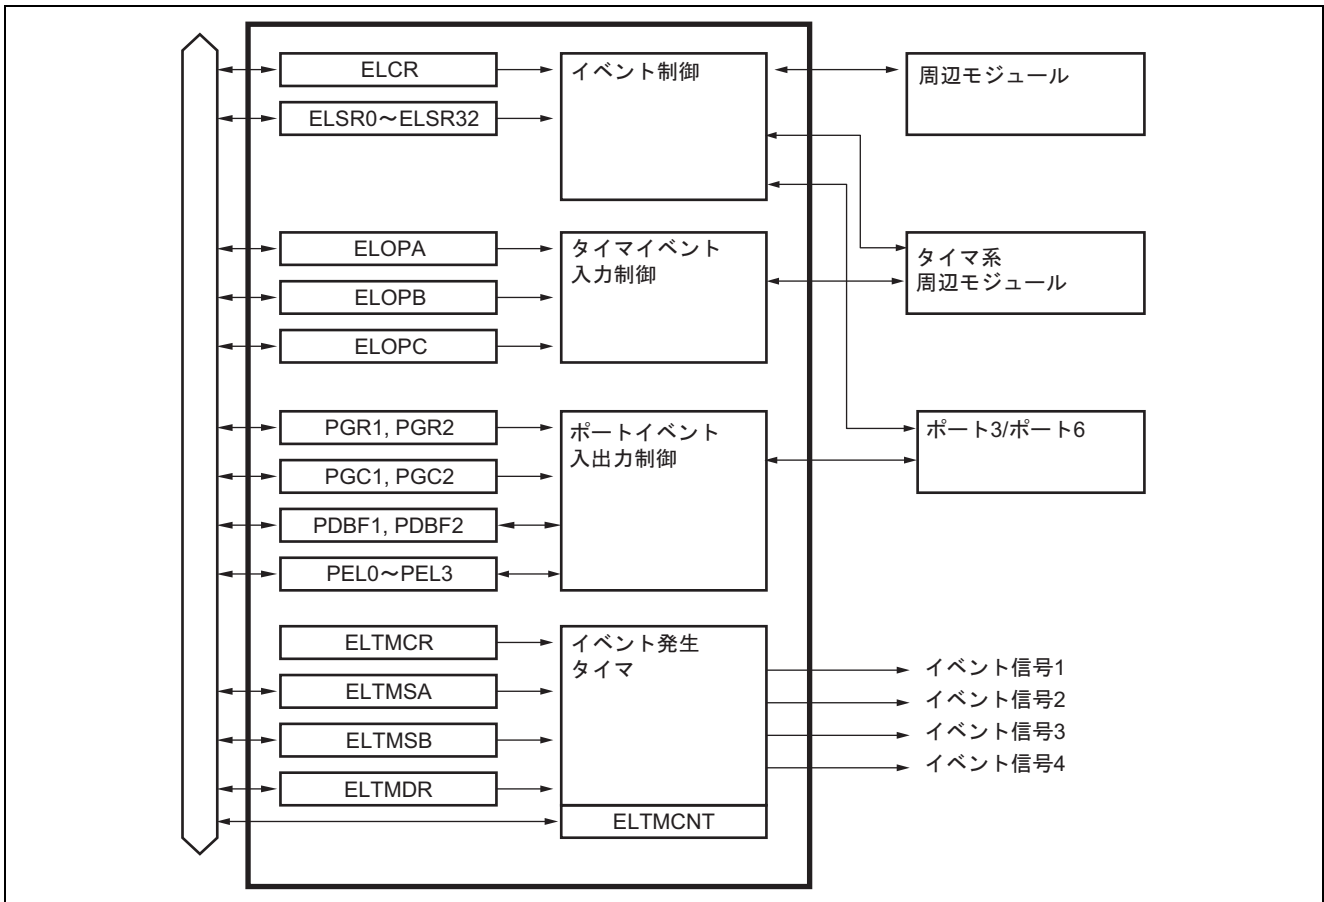 ELCR
ELSR0～ELSR32
イベント制御
周辺モジュール
ELOPA
ELOPB
ELOPC
タイマイベント
入力制御
タイマ系
周辺モジュール
PGR1, PGR2
PGC1, PGC2
PDBF1, PDBF2
PEL0～PEL3
ポートイベント
入出力制御
ポート3/ポート6
ELTMCR
ELTMSA
ELTMSB
ELTMDR
イベント発生
タイマ
ELTMCNT
イベント信号1
イベント信号2
イベント信号3
イベント信号4